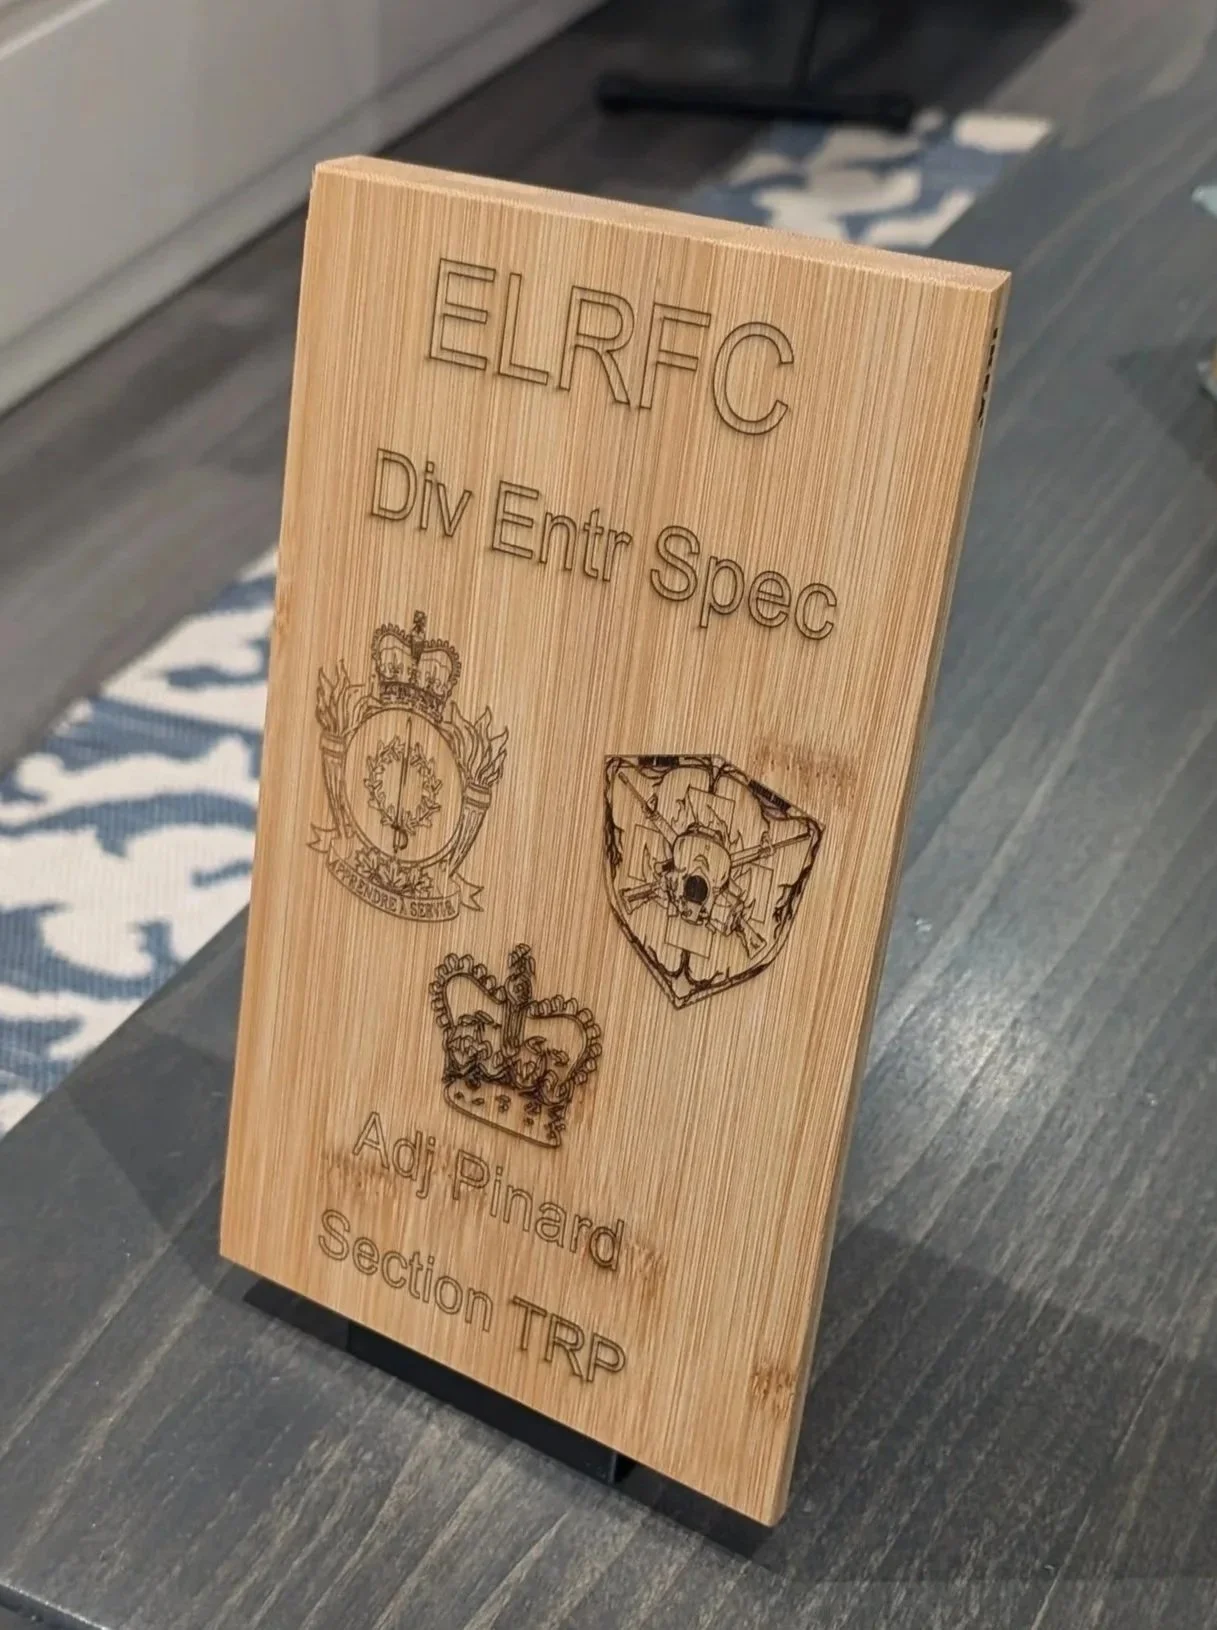 ELRFC
Div Entr Spec
APPRENDRE À SERVIR
Adj Pinard
Section TRP